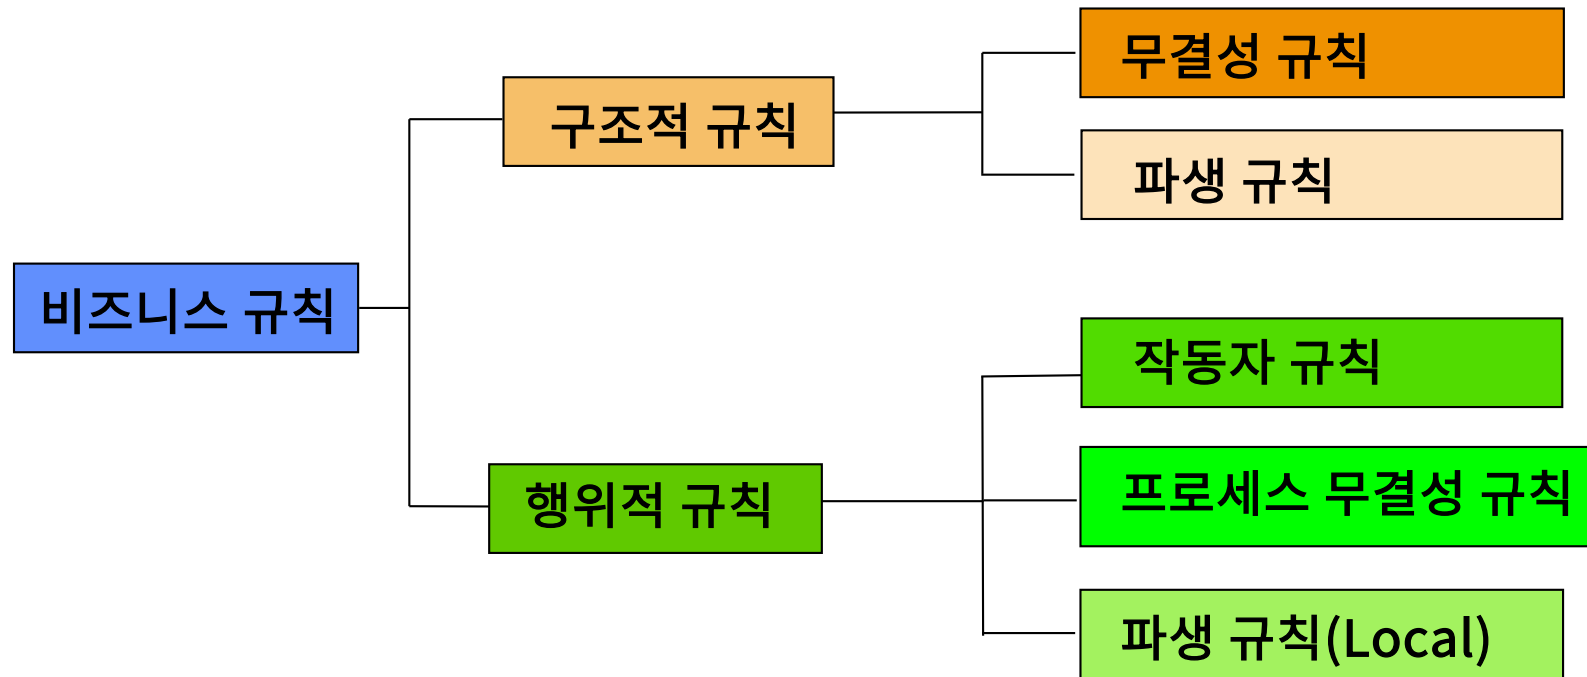 무결성 규칙
구조적 규칙
파생 규칙
비즈니스 규칙
작동자 규칙
행위적 규칙
프로세스 무결성 규칙
파생 규칙(Local)